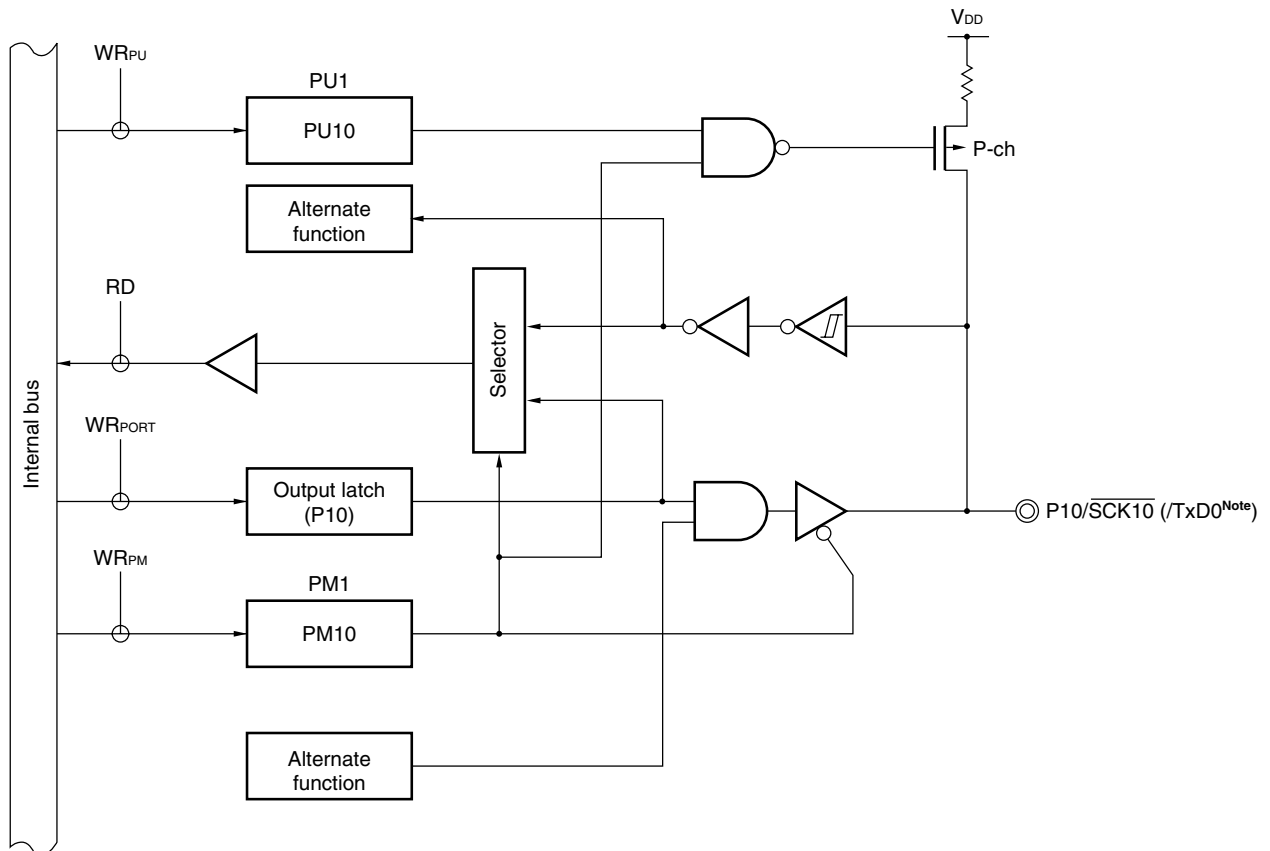 VDD
WRPU
PU1
PU10
P-ch
Alternate
function
RD
Selector
Internal bus
WRPORT
Output latch
(P10)
P10/SCK10 (/TxD0Note)
WRPM
PM1
PM10
Alternate
function